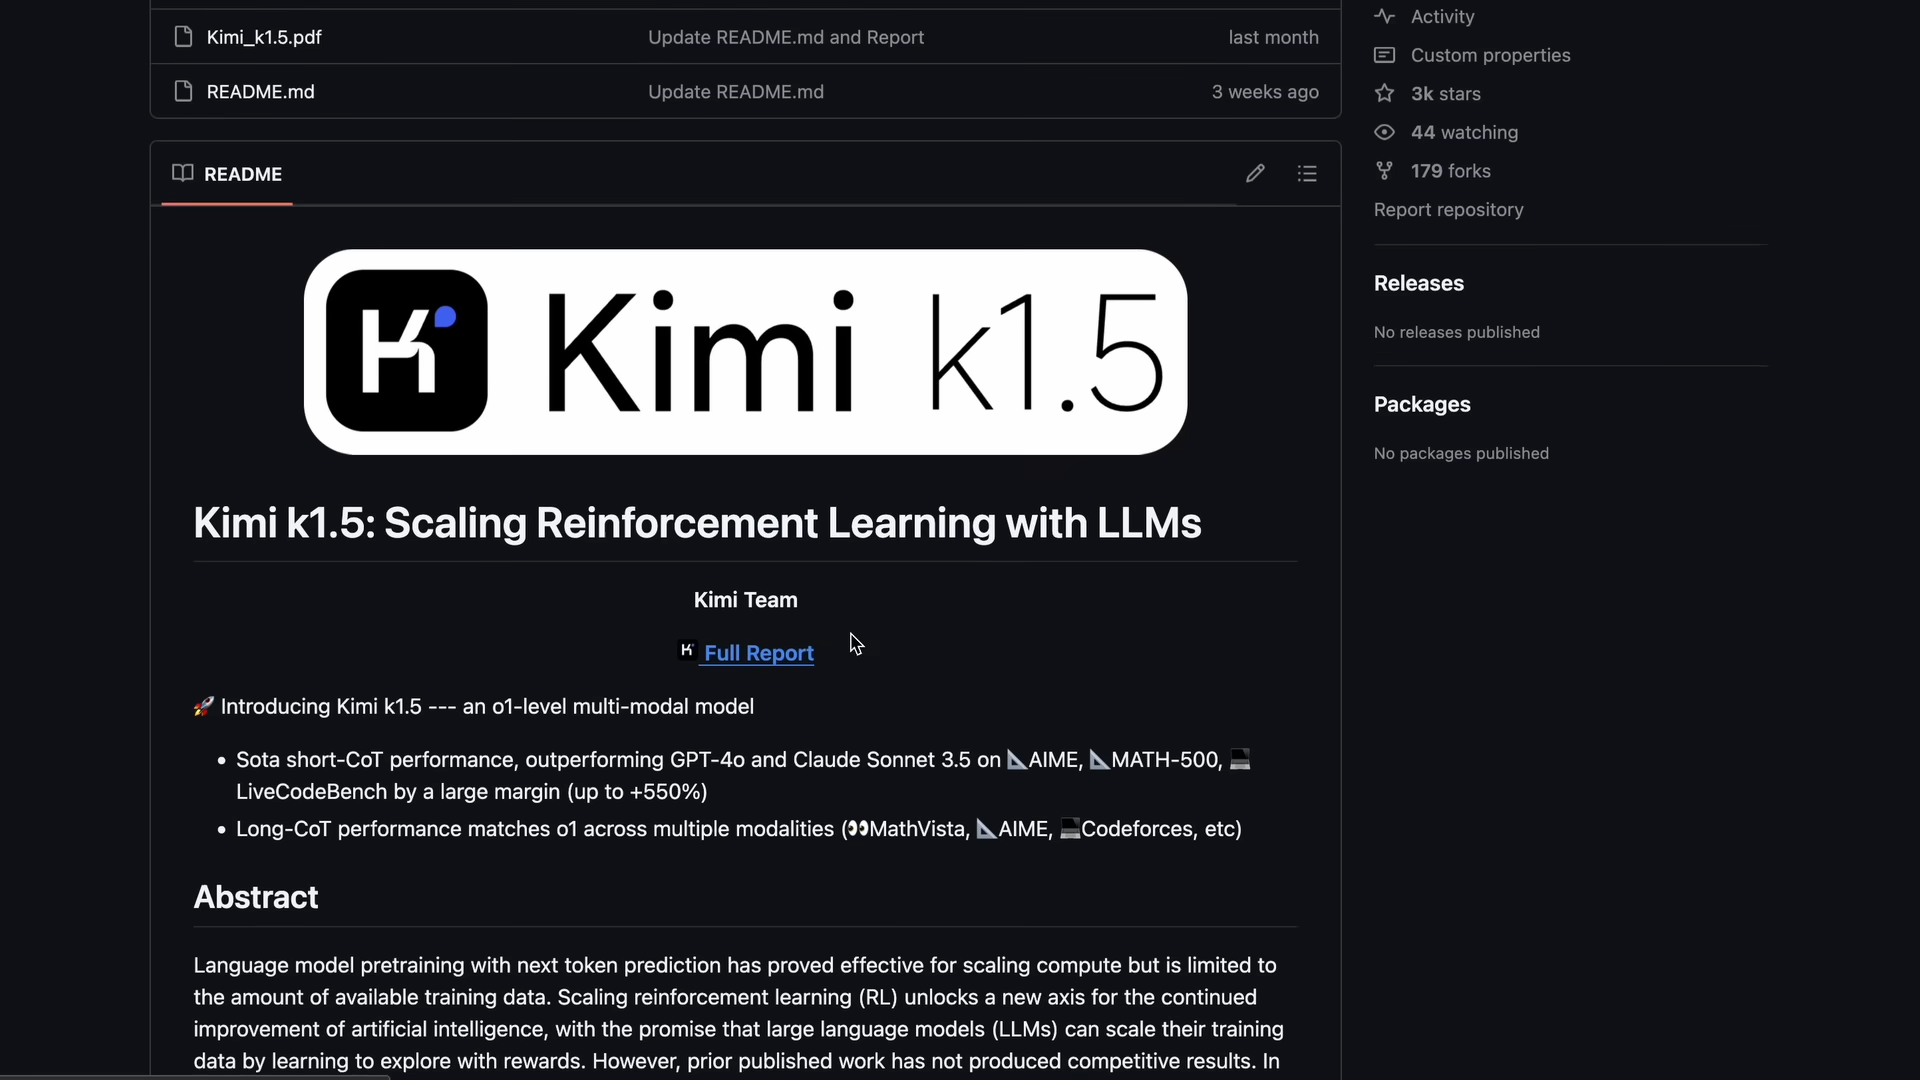 Kimi_k1.5.pdf Update README.md and Report last month
README.md Update README.md 3 weeks ago
README
Kimi k1.5
Kimi k1.5: Scaling Reinforcement Learning with LLMs
Kimi Team
Full Report
🚀 Introducing Kimi k1.5 --- an o1-level multi-modal model
• Sota short-CoT performance, outperforming GPT-4o and Claude Sonnet 3.5 on 📐AIME, 📐MATH-500, 💻
LiveCodeBench by a large margin (up to +550%)
• Long-CoT performance matches o1 across multiple modalities (👀MathVista, 📐AIME, 💻Codeforces, etc)
Abstract
Language model pretraining with next token prediction has proved effective for scaling compute but is limited to
the amount of available training data. Scaling reinforcement learning (RL) unlocks a new axis for the continued
improvement of artificial intelligence, with the promise that large language models (LLMs) can scale their training
data by learning to explore with rewards. However, prior published work has not produced competitive results. In
Activity
Custom properties
3k stars
44 watching
179 forks
Report repository
Releases
No releases published
Packages
No packages published